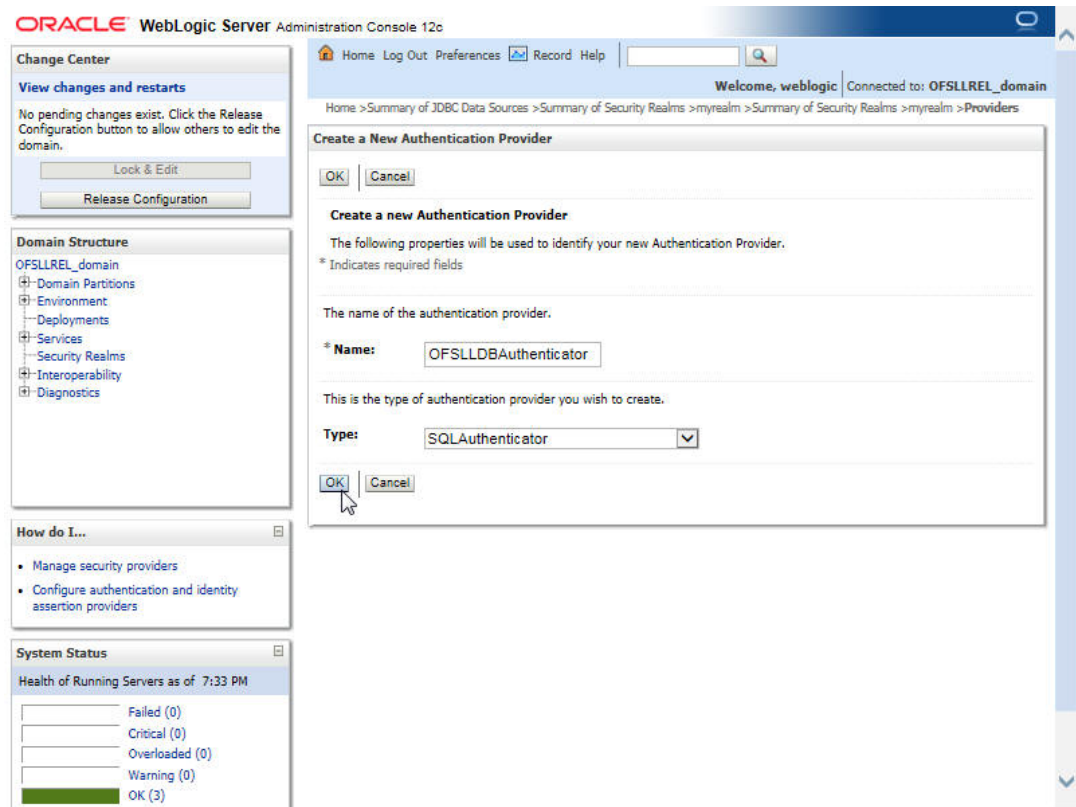 ORACLE WebLogic Server Administration Console 12c
Change Center
View changes and restarts
No pending changes exist. Click the Release
Configuration button to allow others to edit the
domain.
Lock & Edit
Release Configuration
Domain Structure
OFSLLREL_domain
Domain Partitions
Environment
Deployments
Services
Security Realms
Interoperability
Diagnostics
How do I...
Manage security providers
Configure authentication and identity
assertion providers
System Status
Health of Running Servers as of 7:33 PM
Failed (0)
Critical (0)
Overloaded (0)
Warning (0)
OK (3)
Home Log Out Preferences Record Help
Welcome, weblogic Connected to: OFSLLREL_domain
Home >Summary of JDBC Data Sources >Summary of Security Realms >myrealm >Summary of Security Realms >myrealm >Providers
Create a New Authentication Provider
OK Cancel
Create a new Authentication Provider
The following properties will be used to identify your new Authentication Provider.
* Indicates required fields
The name of the authentication provider.
* Name: OFSLLDBAuthenticator
This is the type of authentication provider you wish to create.
Type: SQLAuthenticator
OK Cancel